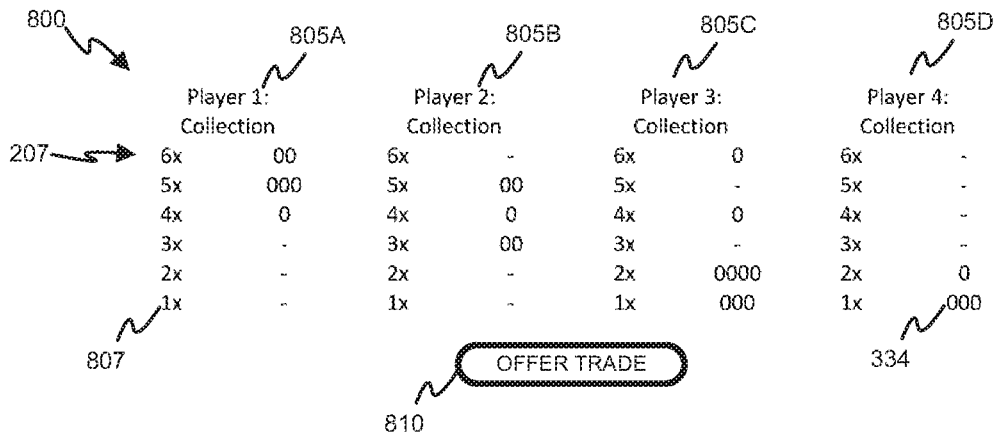 800 805A 805B 805C 805D
Player 1: Player 2: Player 3: Player 4:
Collection Collection Collection Collection
207 6x 00 6x - 6x 0 6x -
5x 000 5x 00 5x - 5x -
4x 0 4x 0 4x 0 4x -
3x - 3x 00 3x - 3x -
2x - 2x - 2x 0000 2x 0
1x - 1x - 1x 000 1x 000
807 OFFER TRADE 334
810